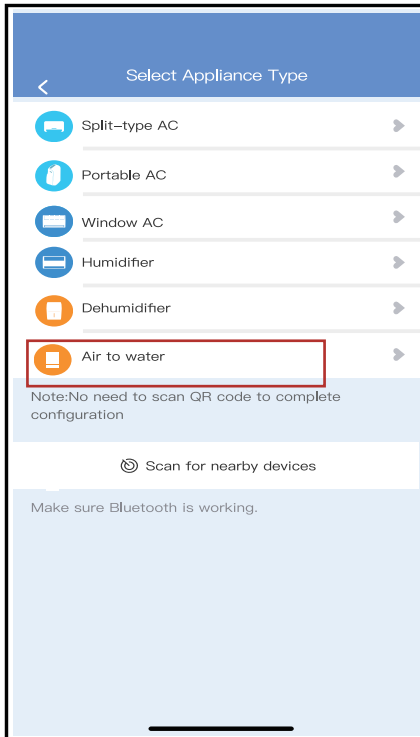 Select Appliance Type
Split-type AC
Portable AC
Window AC
Humidifier
Dehumidifier
Air to water
Note:No need to scan QR code to complete
configuration
Scan for nearby devices
Make sure Bluetooth is working.